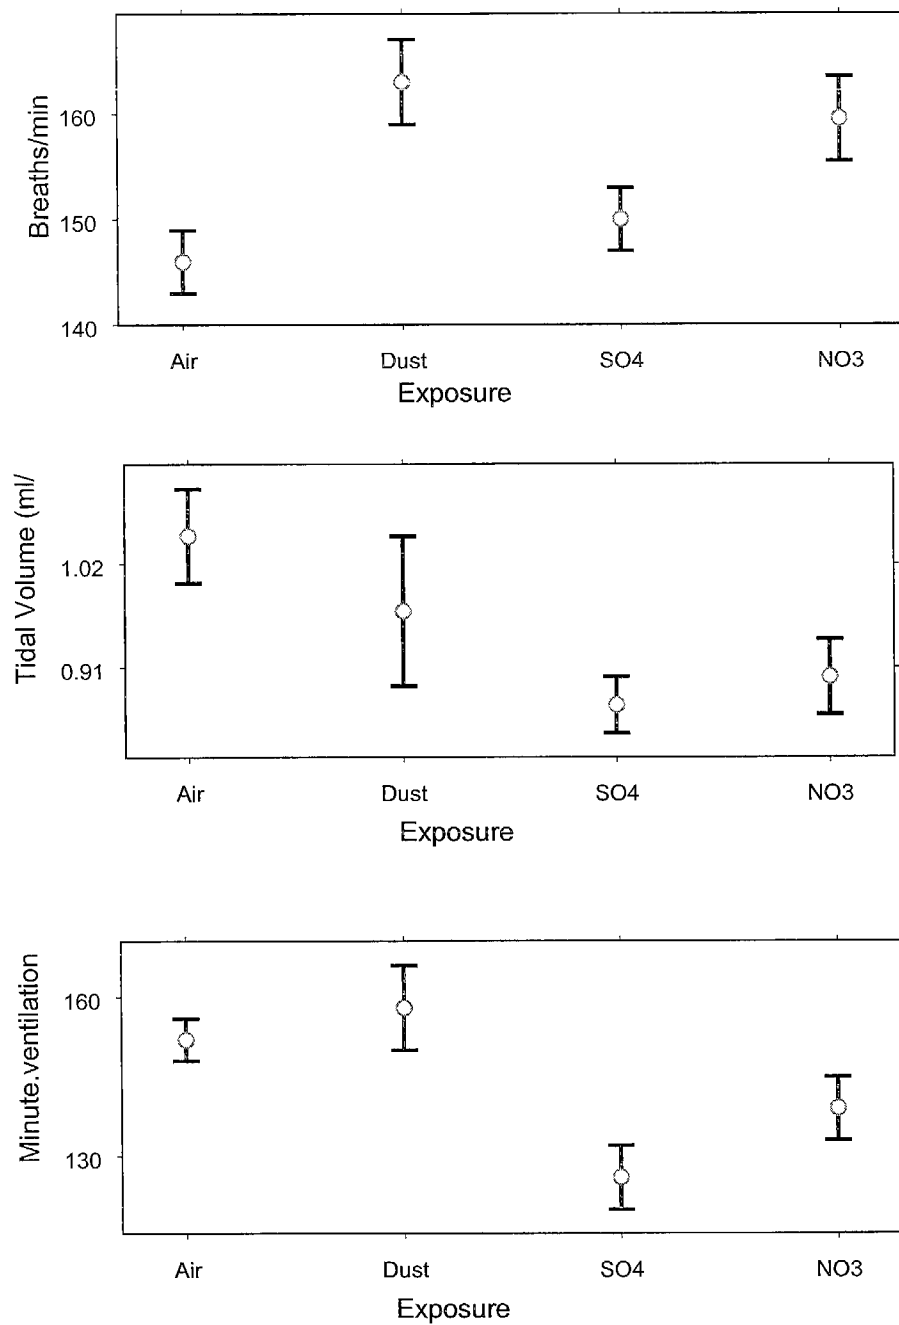 Breaths/min
160
150
140
Air Dust SO4 NO3
Exposure
Tidal Volume (ml/
1.02
0.91
Air Dust SO4 NO3
Exposure
Minute.ventilation
160
130
Air Dust SO4 NO3
Exposure